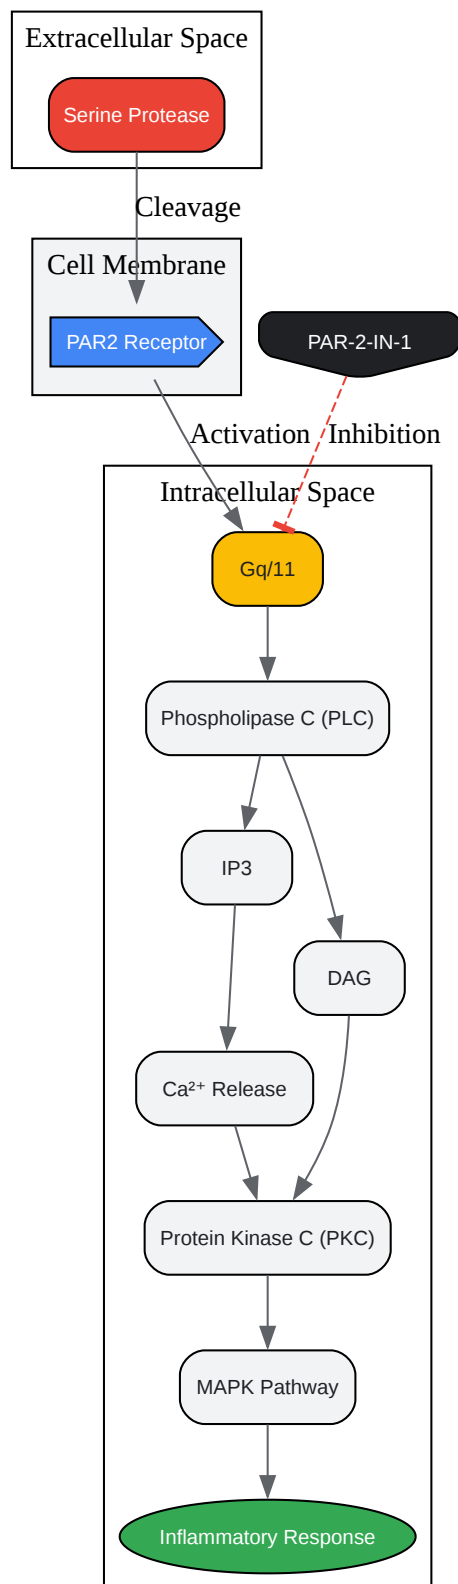 Extracellular Space
Serine Protease
Cleavage
Cell Membrane
PAR2 Receptor
PAR-2-IN-1
Activation
Inhibition
Intracellular Space
Gq/11
Phospholipase C (PLC)
IP3
DAG
Ca²⁺ Release
Protein Kinase C (PKC)
MAPK Pathway
Inflammatory Response